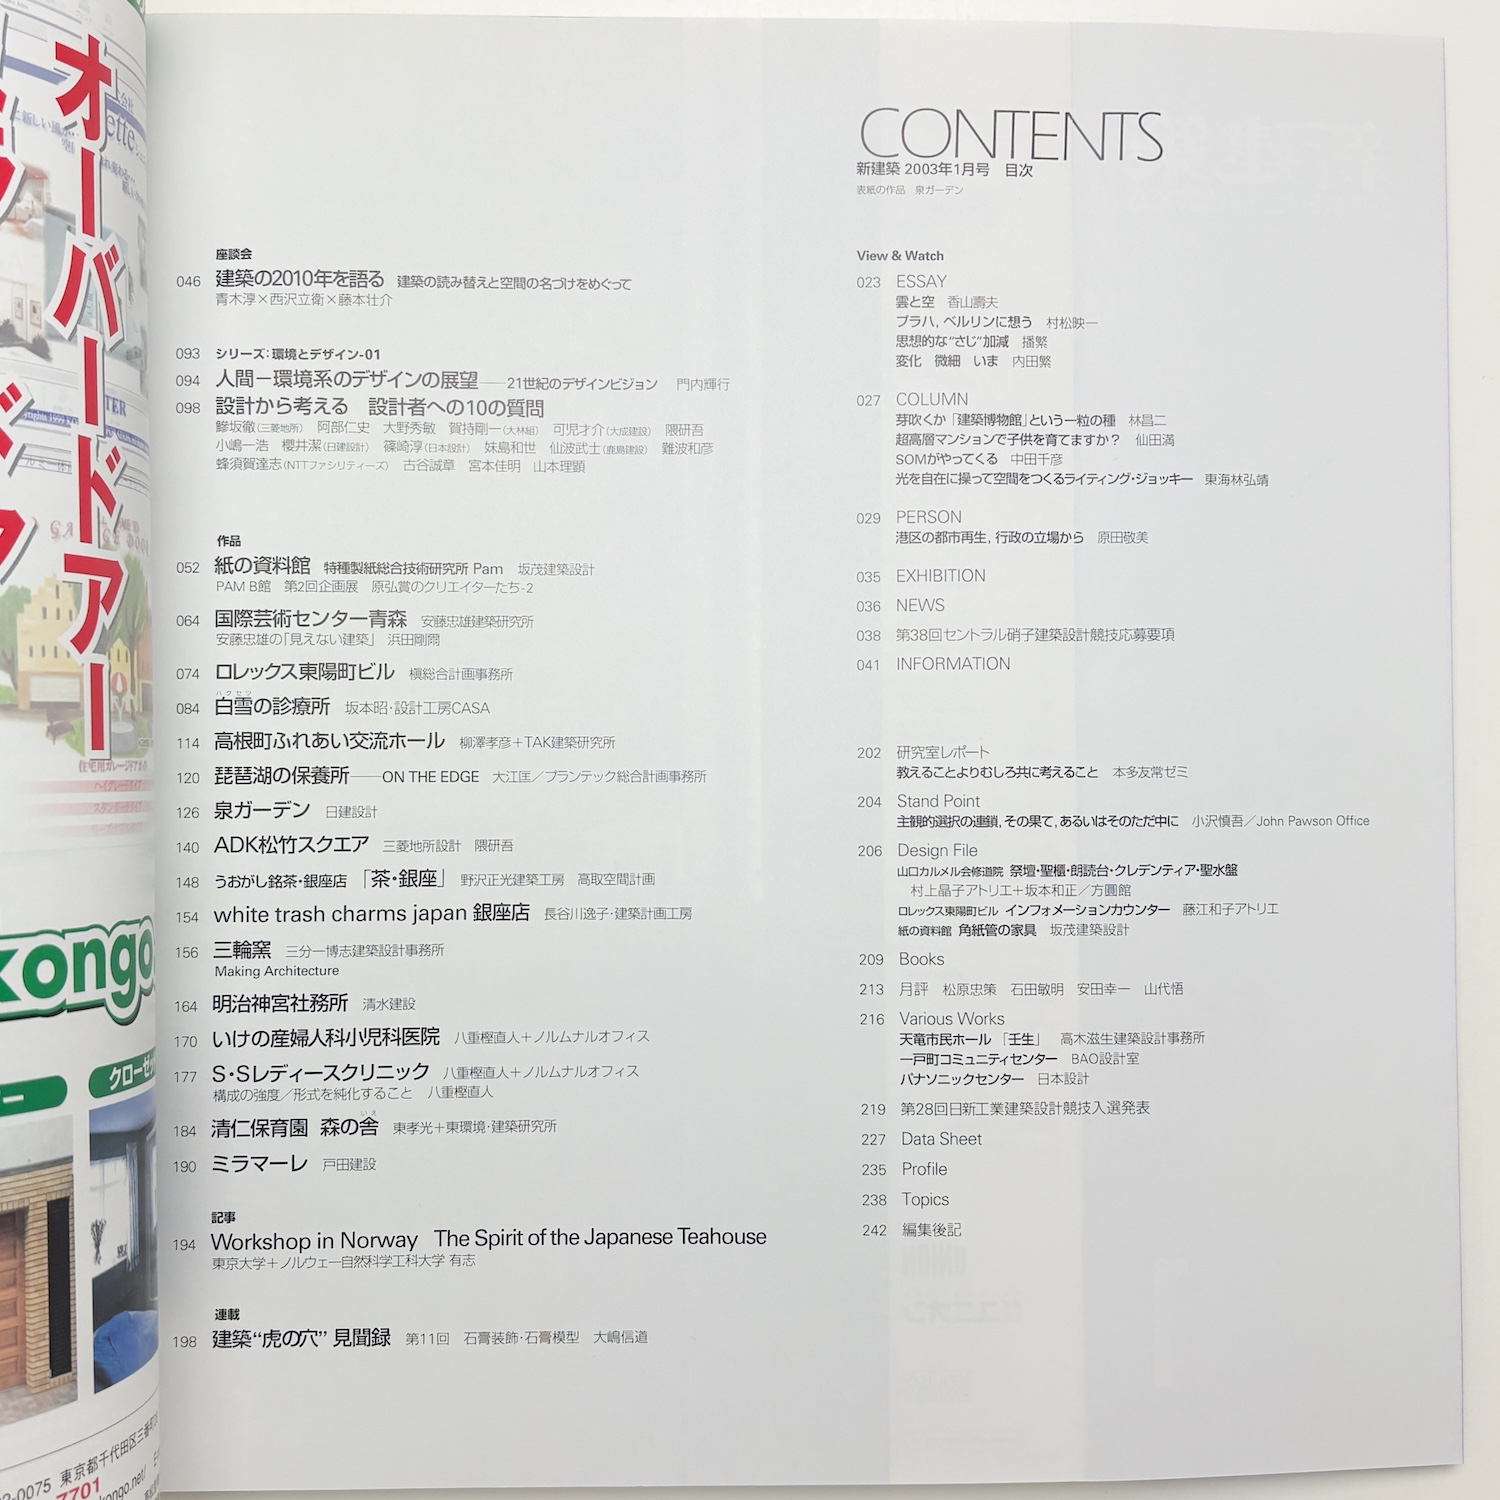 オーバードアー
CONTENTS
新建築 2003年1月号 目次
表紙の作品 泉ガーデン
座談会
046 建築の2010年を語る 建築の読み替えと空間の名づけをめぐって
青木淳×西沢立衛×藤本壮介
093 シリーズ:環境とデザイン-01
094 人間−環境系のデザインの展望——21世紀のデザインビジョン 門内輝行
098 設計から考える 設計者への10の質問
鰺坂徹(三菱地所) 阿部仁史 大野秀敏 賀持剛一(大林組) 可児才介(大成建設) 隈研吾
小嶋一浩 櫻井潔(日建設計) 篠崎淳(日本設計) 妹島和世 仙波武士(鹿島建設) 難波和彦
蜂須賀達志(NTTファシリティーズ) 古谷誠章 宮本佳明 山本理顕
作品
052 紙の資料館 特種製紙総合技術研究所 Pam 坂茂建築設計
PAM B館 第2回企画展 原弘賞のクリエイターたち-2
064 国際芸術センター青森 安藤忠雄建築研究所
安藤忠雄の「見えない建築」 浜田剛爾
074 ロレックス東陽町ビル 槇総合計画事務所
ハクセツ
084 白雪の診療所 坂本昭・設計工房CASA
114 高根町ふれあい交流ホール 柳澤孝彦+TAK建築研究所
120 琵琶湖の保養所——ON THE EDGE 大江匡/プランテック総合計画事務所
126 泉ガーデン 日建設計
140 ADK松竹スクエア 三菱地所設計 隈研吾
148 うおがし銘茶・銀座店 「茶・銀座」 野沢正光建築工房 高取空間計画
154 white trash charms japan 銀座店 長谷川逸子・建築計画工房
156 三輪窯 三分一博志建築設計事務所
Making Architecture
164 明治神宮社務所 清水建設
170 いけの産婦人科小児科医院 八重樫直人+ノルムナルオフィス
177 S・Sレディースクリニック 八重樫直人+ノルムナルオフィス
構成の強度/形式を純化すること 八重樫直人
いえ
184 清仁保育園 森の舎 東孝光+東環境・建築研究所
190 ミラマーレ 戸田建設
記事
194 Workshop in Norway The Spirit of the Japanese Teahouse
東京大学+ノルウェー自然科学工科大学 有志
連載
198 建築“虎の穴”見聞録 第11回 石膏装飾・石膏模型 大嶋信道
View & Watch
023 ESSAY
雲と空 香山壽夫
プラハ,ベルリンに想う 村松映一
思想的な“さじ”加減 播繁
変化 微細 いま 内田繁
027 COLUMN
芽吹くか「建築博物館」という一粒の種 林昌二
超高層マンションで子供を育てますか? 仙田満
SOMがやってくる 中田千彦
光を自在に操って空間をつくるライティング・ジョッキー 東海林弘靖
029 PERSON
港区の都市再生,行政の立場から 原田敬美
035 EXHIBITION
036 NEWS
038 第38回セントラル硝子建築設計競技応募要項
041 INFORMATION
202 研究室レポート
教えることよりむしろ共に考えること 本多友常ゼミ
204 Stand Point
主観的選択の連鎖,その果て,あるいはそのただ中に 小沢慎吾/John Pawson Office
206 Design File
山口カルメル会修道院 祭壇・聖櫃・朗読台・クレデンティア・聖水盤
村上晶子アトリエ+坂本和正/方圓館
ロレックス東陽町ビル インフォメーションカウンター 藤江和子アトリエ
紙の資料館 角紙管の家具 坂茂建築設計
209 Books
213 月評 松原忠策 石田敏明 安田幸一 山代悟
216 Various Works
天竜市民ホール 「壬生」 高木滋生建築設計事務所
一戸町コミュニティセンター BAO設計室
パナソニックセンター 日本設計
219 第28回日新工業建築設計競技入選発表
227 Data Sheet
235 Profile
238 Topics
242 編集後記
kongo
クローゼッ
住宅用ガレージドアガイド
ハイグレードタイプ
スタンダードタイプ
2-0075 東京都千代田区三番町
7701
kongo.net/